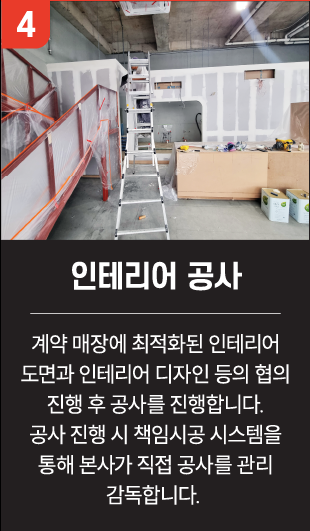 4
인테리어 공사
계약 매장에 최적화된 인테리어
도면과 인테리어 디자인 등의 협의
진행 후 공사를 진행합니다.
공사 진행 시 책임시공 시스템을
통해 본사가 직접 공사를 관리
감독합니다.